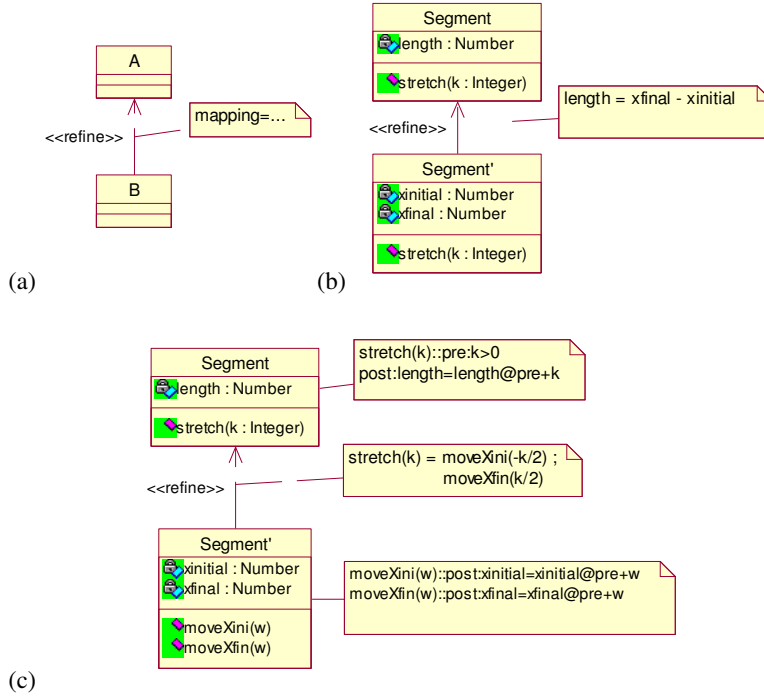 A
<<refine>>
mapping=...
B
(a)
Segment
length : Number
stretch(k : Integer)
<<refine>>
length = xfinal - xinitial
Segment'
xinitial : Number
xfinal : Number
stretch(k : Integer)
(b)
Segment
length : Number
stretch(k : Integer)
stretch(k)::pre:k>0
post:length=length@pre+k
<<refine>>
stretch(k) = moveXini(-k/2) ;
moveXfin(k/2)
Segment'
xinitial : Number
xfinal : Number
moveXini(w)
moveXfin(w)
moveXini(w)::post:xinitial=xinitial@pre+w
moveXfin(w)::post:xfinal=xfinal@pre+w
(c)